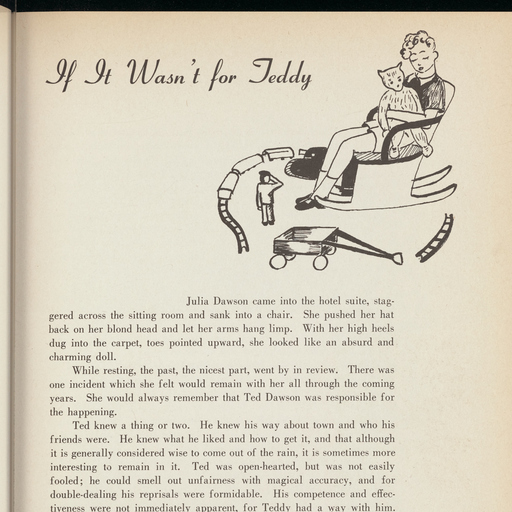 If It Wasn't for Teddy
Julia Dawson came into the hotel suite, stag-
gered across the sitting room and sank into a chair. She pushed her hat
back on her blond head and let her arms hang limp. With her high heels
dug into the carpet, toes pointed upward, she looked like an absurd and
charming doll.
While resting, the past, the nicest part, went by in review. There was
one incident which she felt would remain with her all through the coming
years. She would always remember that Ted Dawson was responsible for
the happening.
Ted knew a thing or two. He knew his way about town and who his
friends were. He knew what he liked and how to get it, and that although
it is generally considered wise to come out of the rain, it is sometimes more
interesting to remain in it. Ted was open-hearted, but was not easily
fooled; he could smell out unfairness with magical accuracy, and for
double-dealing his reprisals were formidable. His competence and effec-
tiveness were not immediately apparent, for Teddy had a way with him.